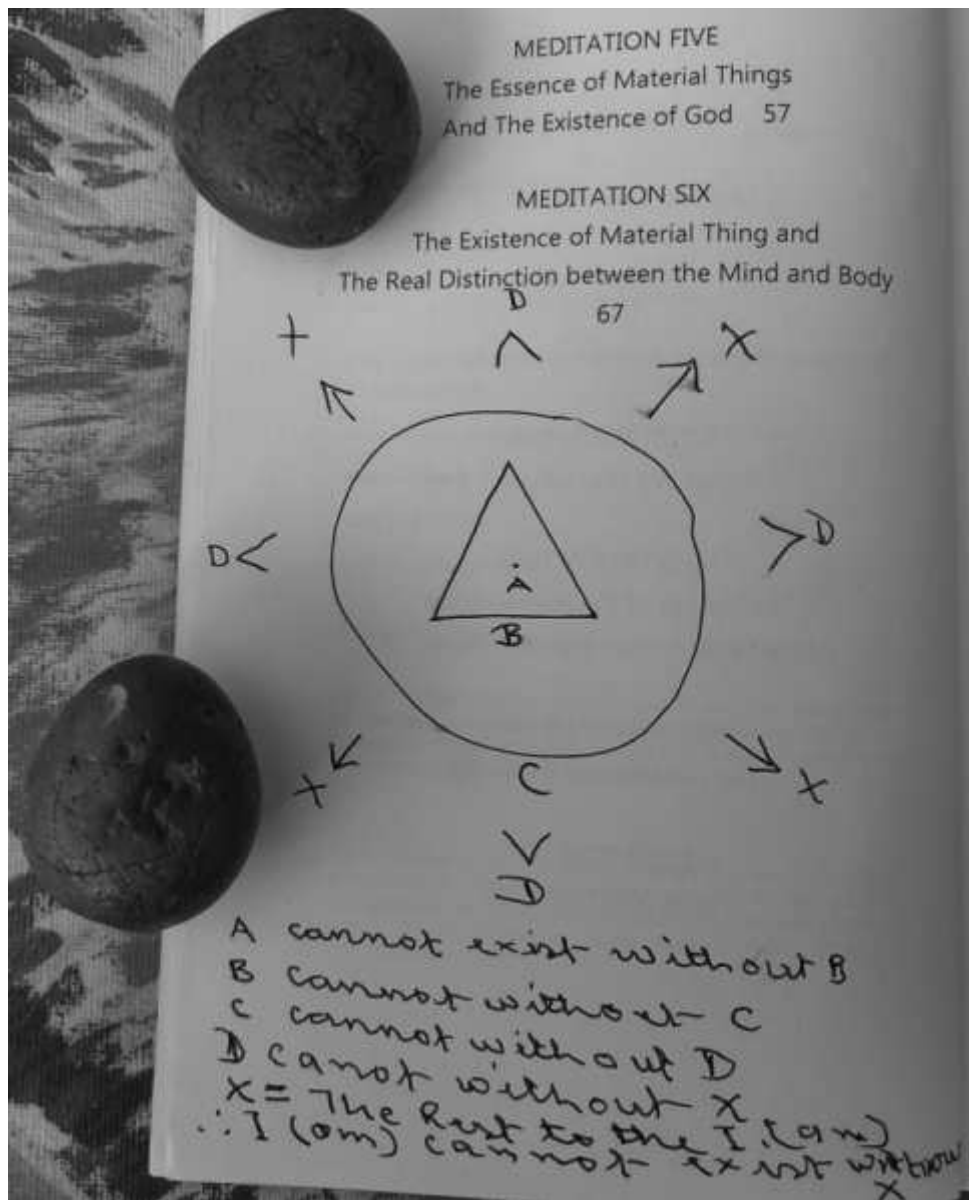 MEDITATION FIVE
The Essence of Material Things
And The Existence of God 57
MEDITATION SIX
The Existence of Material Thing and
The Real Distinction between the Mind and Body
67
D
+ X
D D
A
B
X X
C
D
A cannot exist without B
B cannot without C
C cannot without D
D canot without X
X = The Rest to the I (am)
∴ I (am) cannot exist without
X